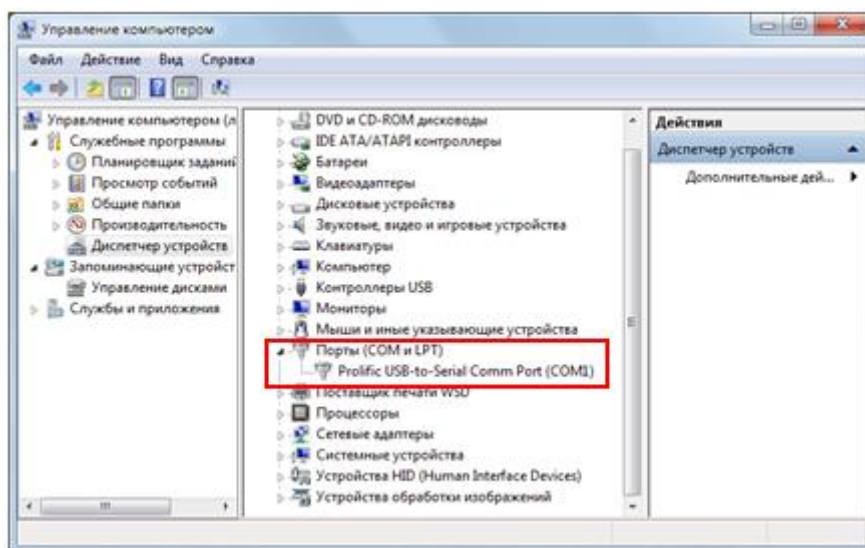 Управление компьютером
Файл Действие Вид Справка
Управление компьютером (л
Служебные программы
Планировщик заданий
Просмотр событий
Общие папки
Производительность
Диспетчер устройств
Запоминающие устройст
Управление дисками
Службы и приложения
DVD и CD-ROM дисководы
IDE ATA/ATAPI контроллеры
Батареи
Видеоадаптеры
Дисковые устройства
Звуковые, видео и игровые устройства
Клавиатуры
Компьютер
Контроллеры USB
Мониторы
Мыши и иные указывающие устройства
Порты (COM и LPT)
Prolific USB-to-Serial Comm Port (COM1)
Поставщик печати WSD
Процессоры
Сетевые адаптеры
Системные устройства
Устройства HID (Human Interface Devices)
Устройства обработки изображений
Действия
Диспетчер устройств
Дополнительные дей...